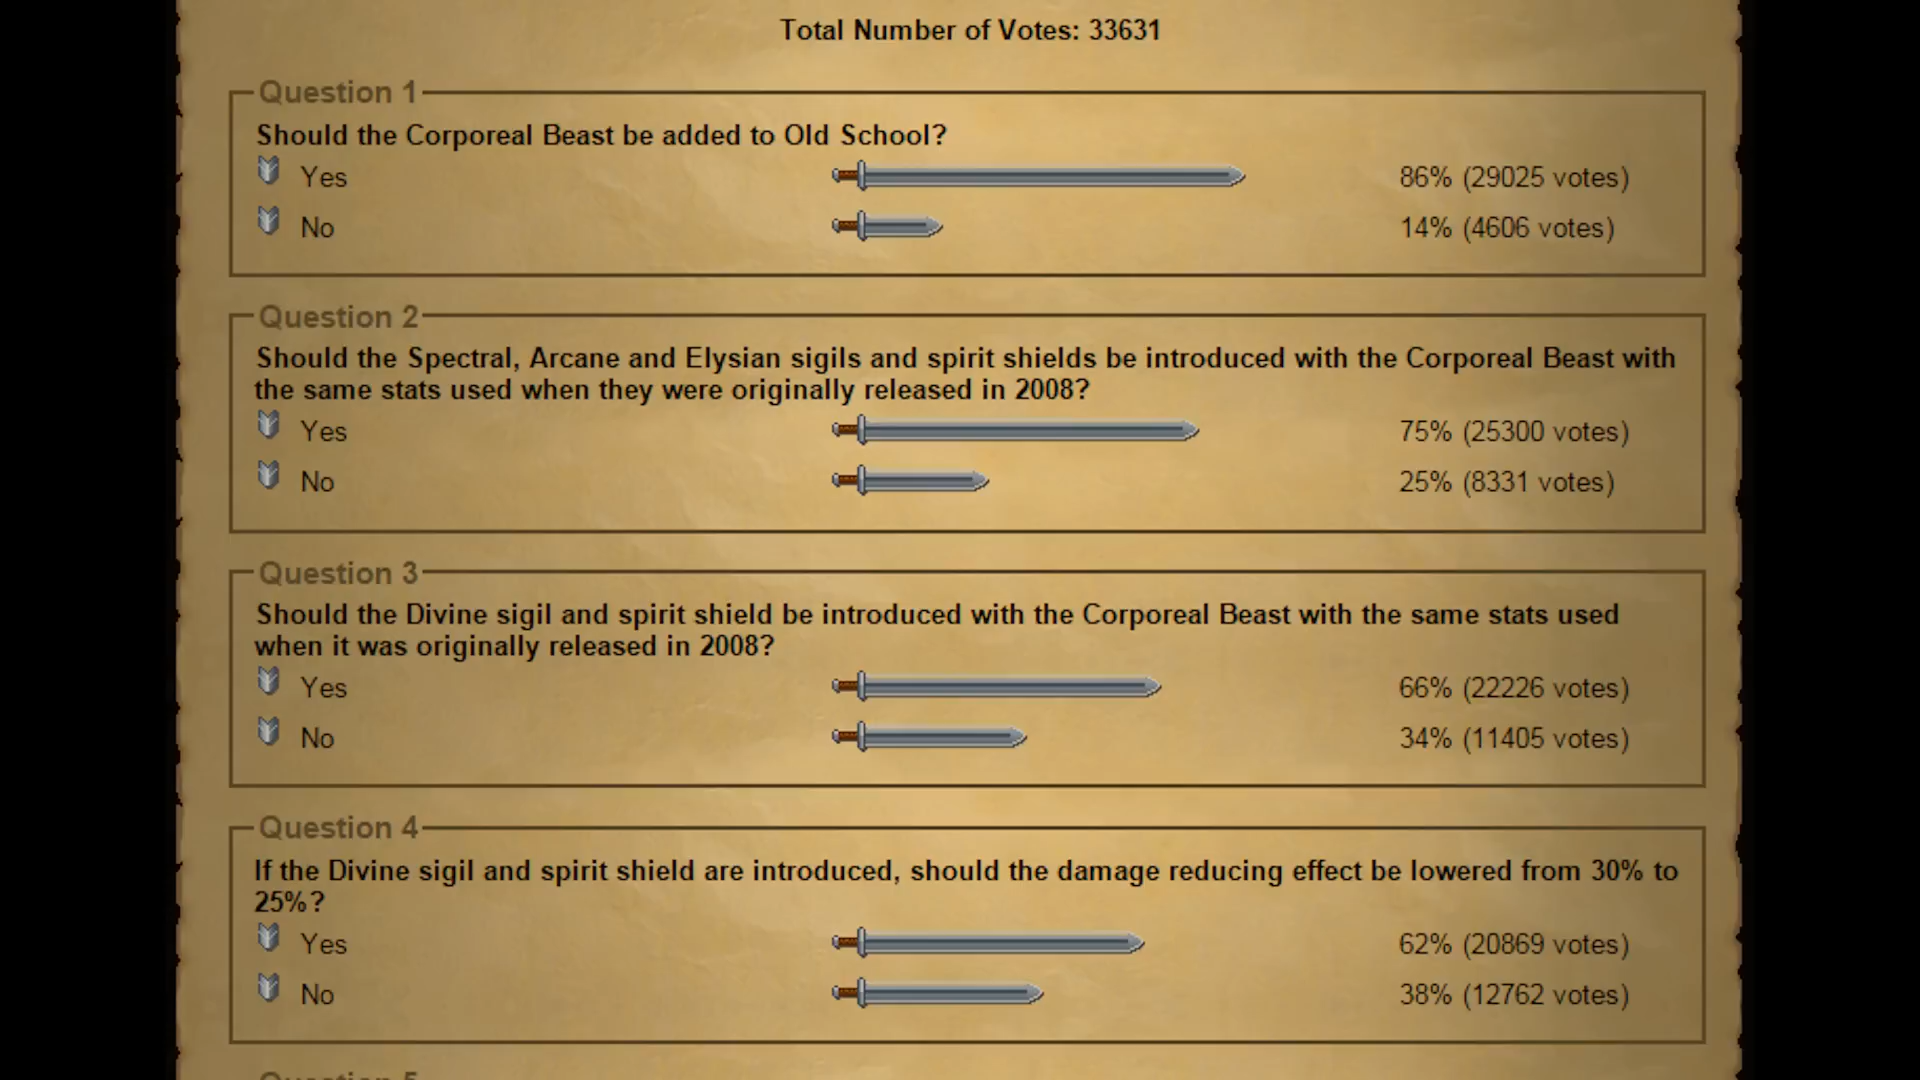 Total Number of Votes: 33631
Question 1
Should the Corporeal Beast be added to Old School?
Yes 86% (29025 votes)
No 14% (4606 votes)
Question 2
Should the Spectral, Arcane and Elysian sigils and spirit shields be introduced with the Corporeal Beast with
the same stats used when they were originally released in 2008?
Yes 75% (25300 votes)
No 25% (8331 votes)
Question 3
Should the Divine sigil and spirit shield be introduced with the Corporeal Beast with the same stats used
when it was originally released in 2008?
Yes 66% (22226 votes)
No 34% (11405 votes)
Question 4
If the Divine sigil and spirit shield are introduced, should the damage reducing effect be lowered from 30% to
25%?
Yes 62% (20869 votes)
No 38% (12762 votes)
Question 5